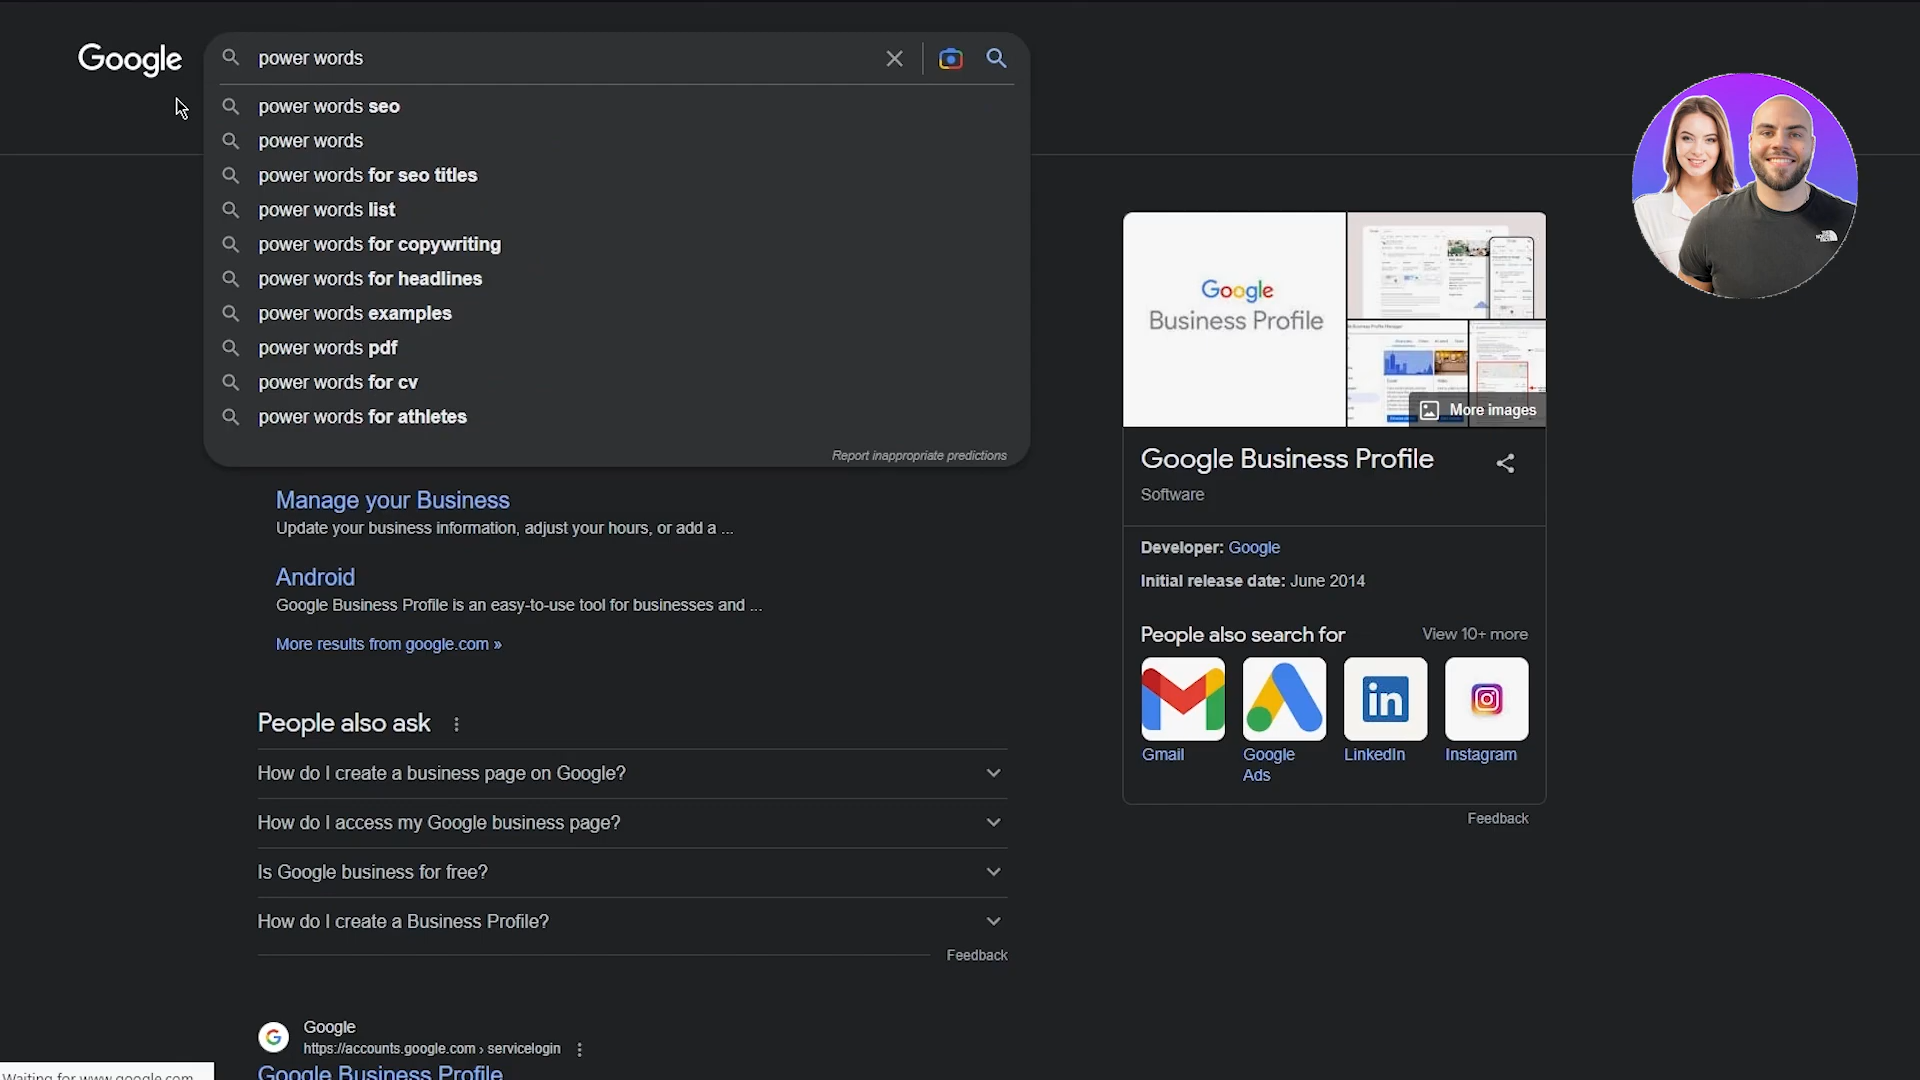 Google
power words
power words seo
power words
power words for seo titles
power words list
power words for copywriting
power words for headlines
power words examples
power words pdf
power words for cv
power words for athletes
Report inappropriate predictions
Manage your Business
Update your business information, adjust your hours, or add a ...
Android
Google Business Profile is an easy-to-use tool for businesses and ...
More results from google.com »
People also ask
How do I create a business page on Google?
How do I access my Google business page?
Is Google business for free?
How do I create a Business Profile?
Feedback
Google
https://accounts.google.com › servicelogin
Google Business Profile
Waiting for www.google.com
Google
Business Profile
More images
Google Business Profile
Software
Developer: Google
Initial release date: June 2014
People also search for
View 10+ more
Gmail
Google
Ads
LinkedIn
Instagram
Feedback